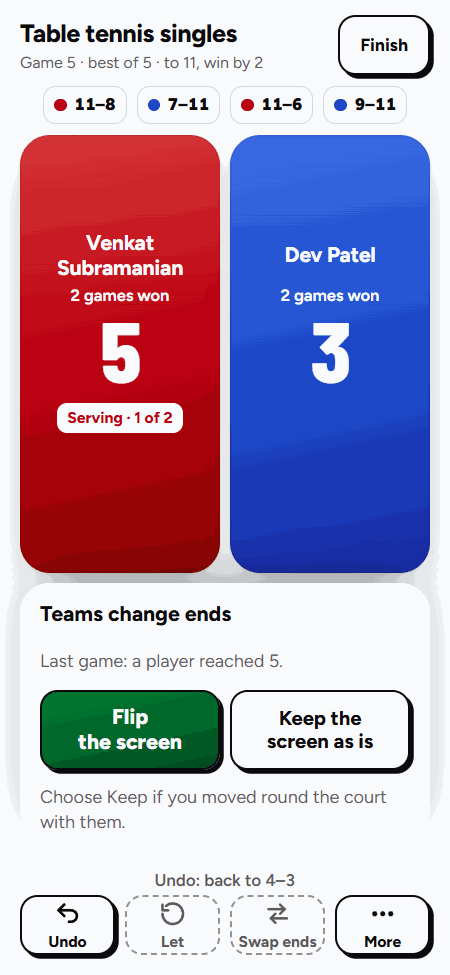 Table tennis singles
Game 5 · best of 5 · to 11, win by 2
Finish
11–8
7–11
11–6
9–11
Venkat
Subramanian
2 games won
5
Serving · 1 of 2
Dev Patel
2 games won
3
Teams change ends
Last game: a player reached 5.
Flip
the screen
Keep the
screen as is
Choose Keep if you moved round the court
with them.
Undo: back to 4–3
Undo
Let
Swap ends
More